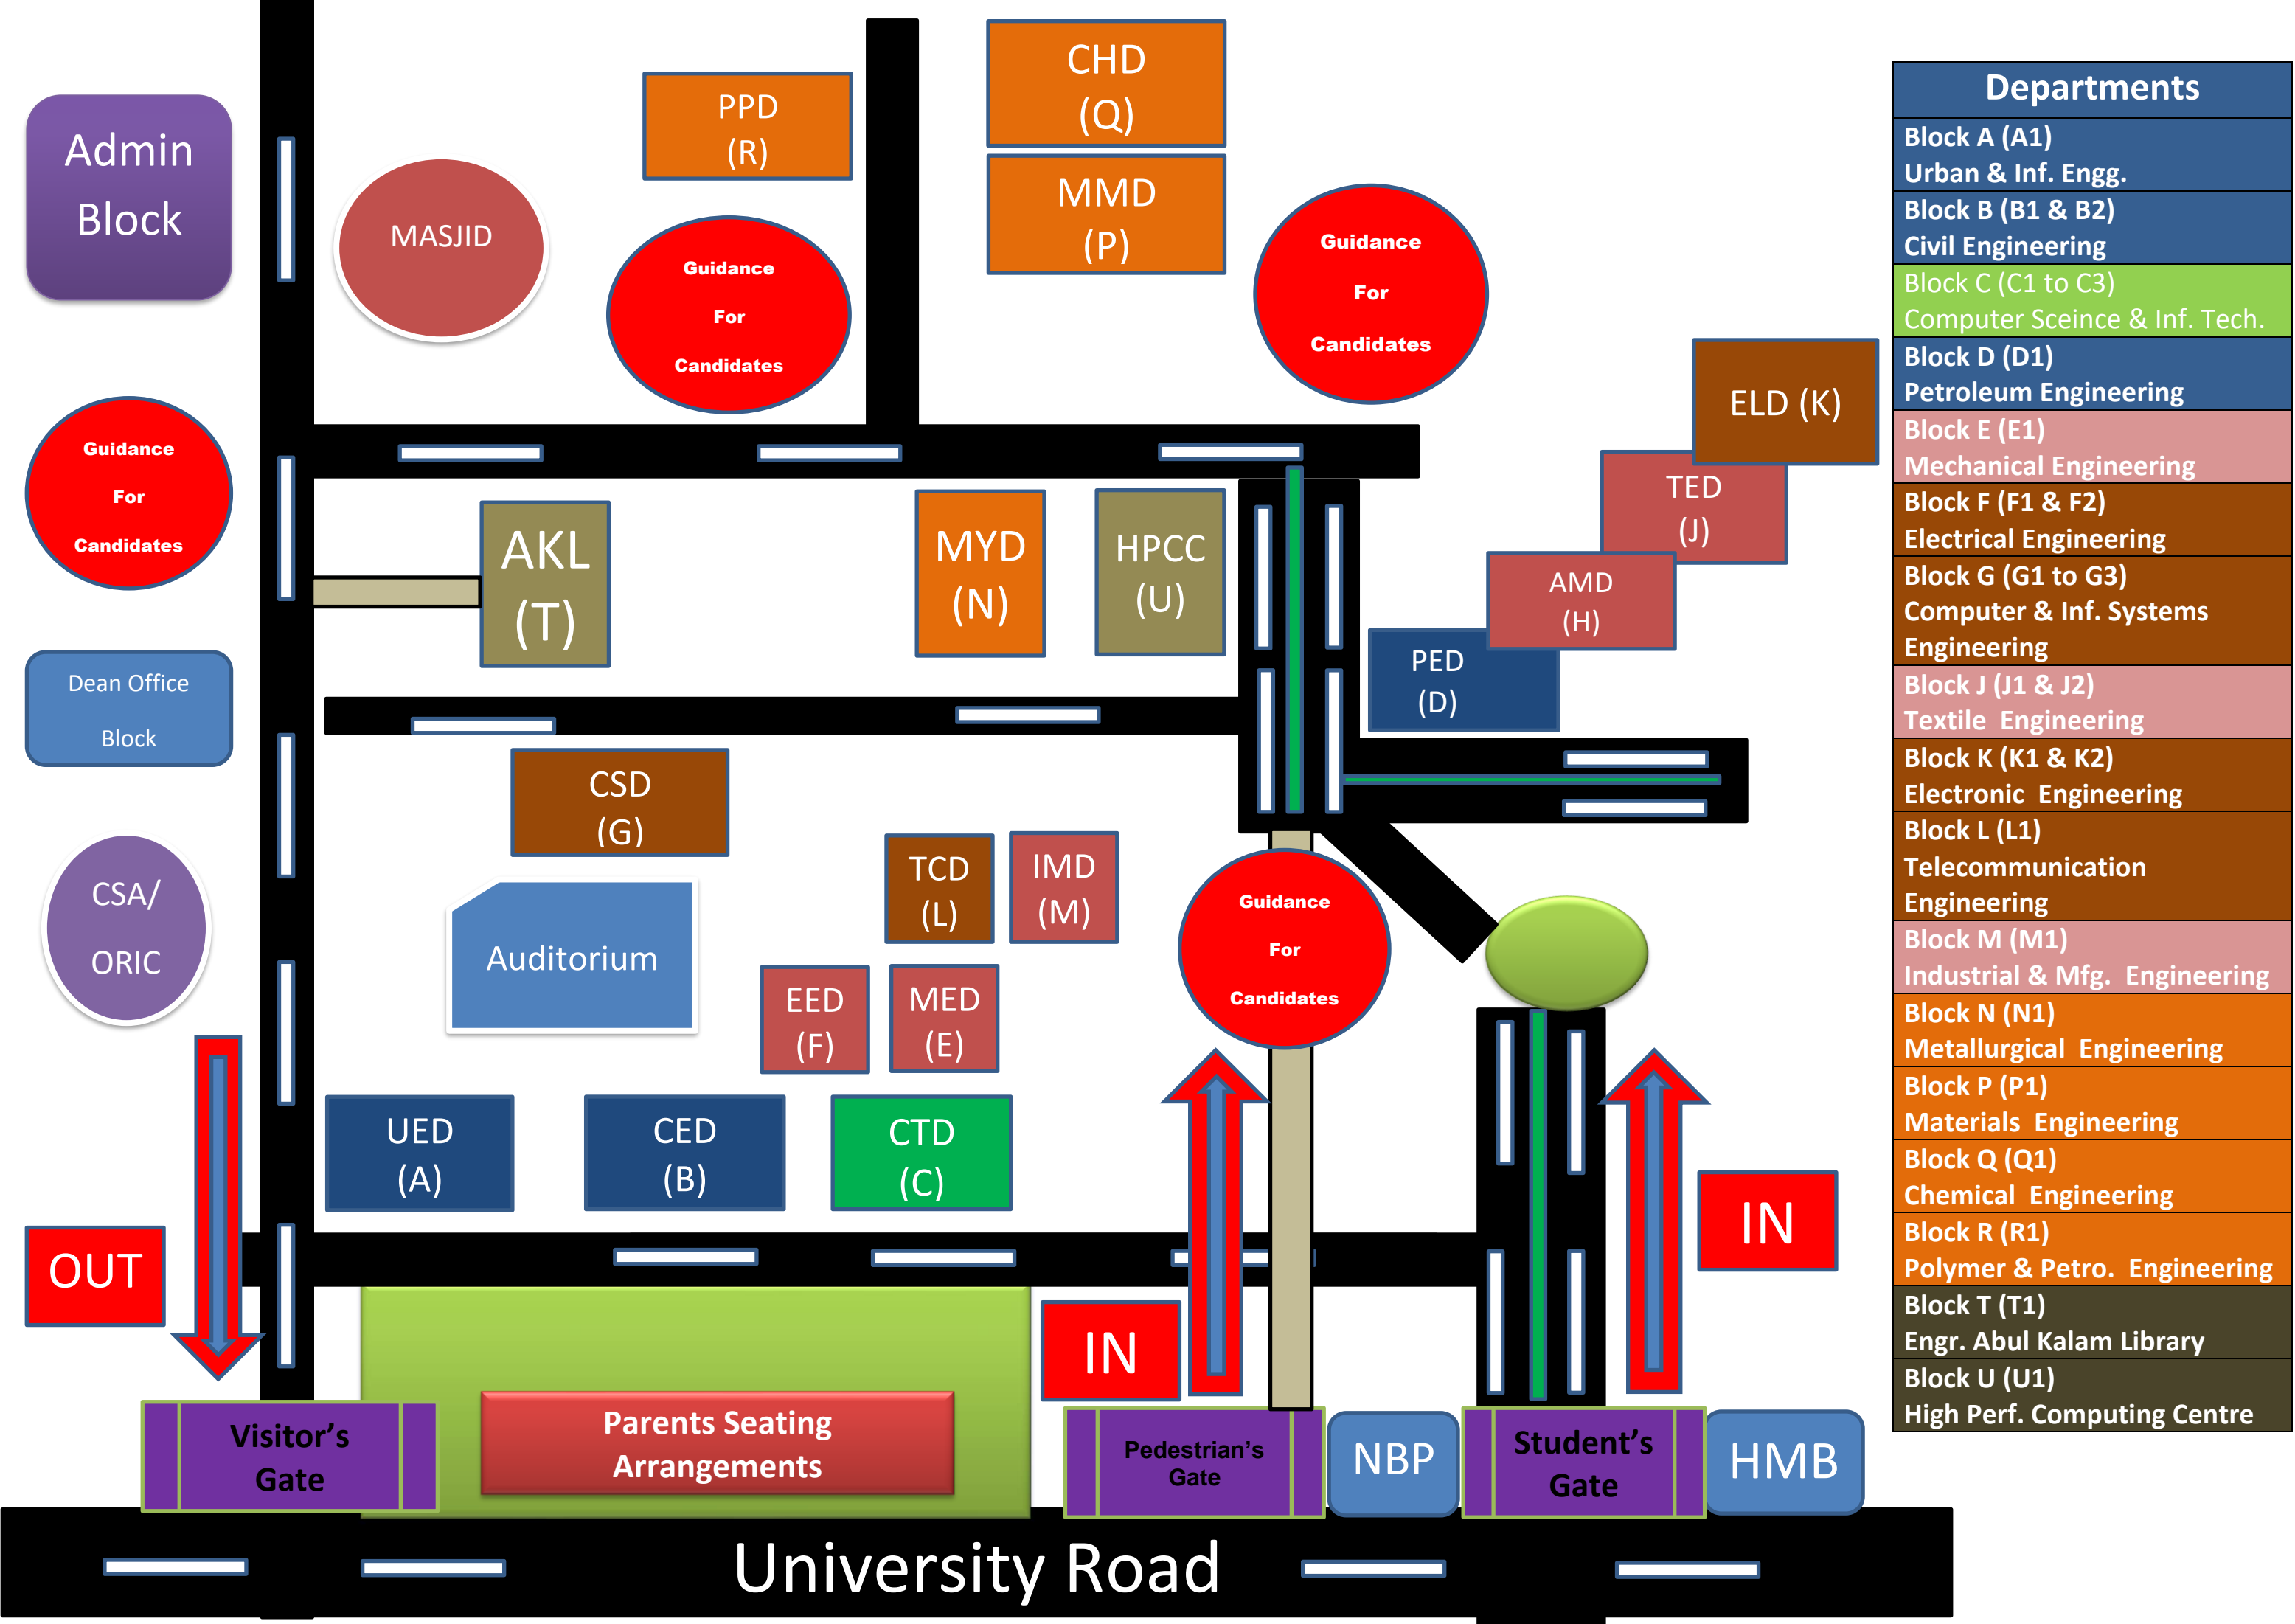 Admin
Block
MASJID
PPD
(R)
CHD
(Q)
MMD
(P)
Guidance
For
Candidates
Guidance
For
Candidates
Guidance
For
Candidates
ELD (K)
TED
(J)
AMD
(H)
PED
(D)
AKL
(T)
MYD
(N)
HPCC
(U)
Dean Office
Block
CSD
(G)
TCD
(L)
IMD
(M)
CSA/
ORIC
Auditorium
Guidance
For
Candidates
EED
(F)
MED
(E)
UED
(A)
CED
(B)
CTD
(C)
OUT
IN
IN
Visitor's
Gate
Parents Seating
Arrangements
Pedestrian's
Gate
NBP
Student's
Gate
HMB
University Road
Departments
Block A (A1)
Urban & Inf. Engg.
Block B (B1 & B2)
Civil Engineering
Block C (C1 to C3)
Computer Sceince & Inf. Tech.
Block D (D1)
Petroleum Engineering
Block E (E1)
Mechanical Engineering
Block F (F1 & F2)
Electrical Engineering
Block G (G1 to G3)
Computer & Inf. Systems
Engineering
Block J (J1 & J2)
Textile Engineering
Block K (K1 & K2)
Electronic Engineering
Block L (L1)
Telecommunication
Engineering
Block M (M1)
Industrial & Mfg. Engineering
Block N (N1)
Metallurgical Engineering
Block P (P1)
Materials Engineering
Block Q (Q1)
Chemical Engineering
Block R (R1)
Polymer & Petro. Engineering
Block T (T1)
Engr. Abul Kalam Library
Block U (U1)
High Perf. Computing Centre